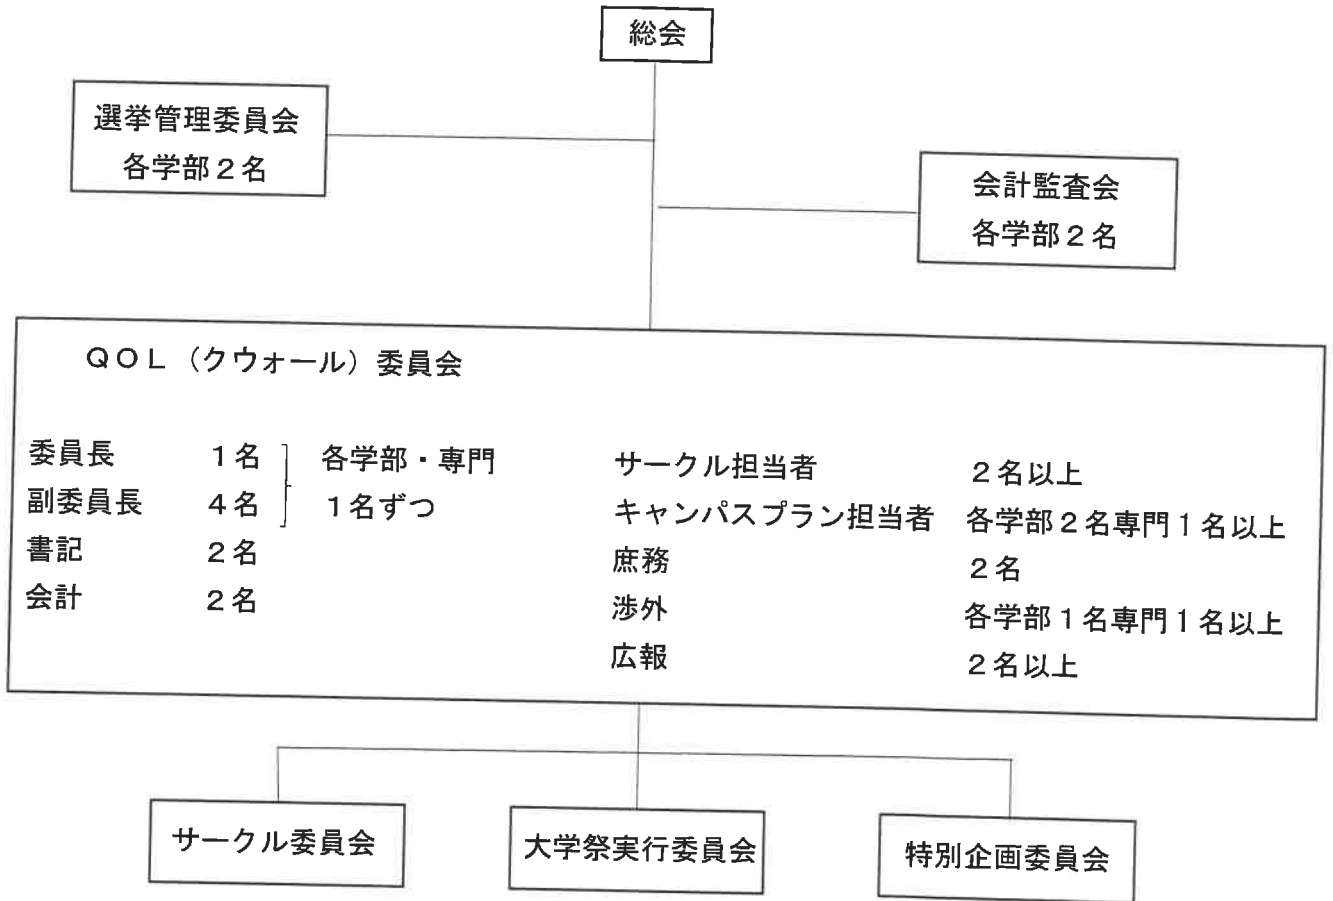 総会
選挙管理委員会
各学部２名
会計監査会
各学部２名
ＱＯＬ（クウォール）委員会
委員長 １名 各学部・専門
副委員長 ４名 １名ずつ
書記 ２名
会計 ２名
サークル担当者 ２名以上
キャンパスプラン担当者 各学部２名専門１名以上
庶務 ２名
渉外 各学部１名専門１名以上
広報 ２名以上
サークル委員会
大学祭実行委員会
特別企画委員会